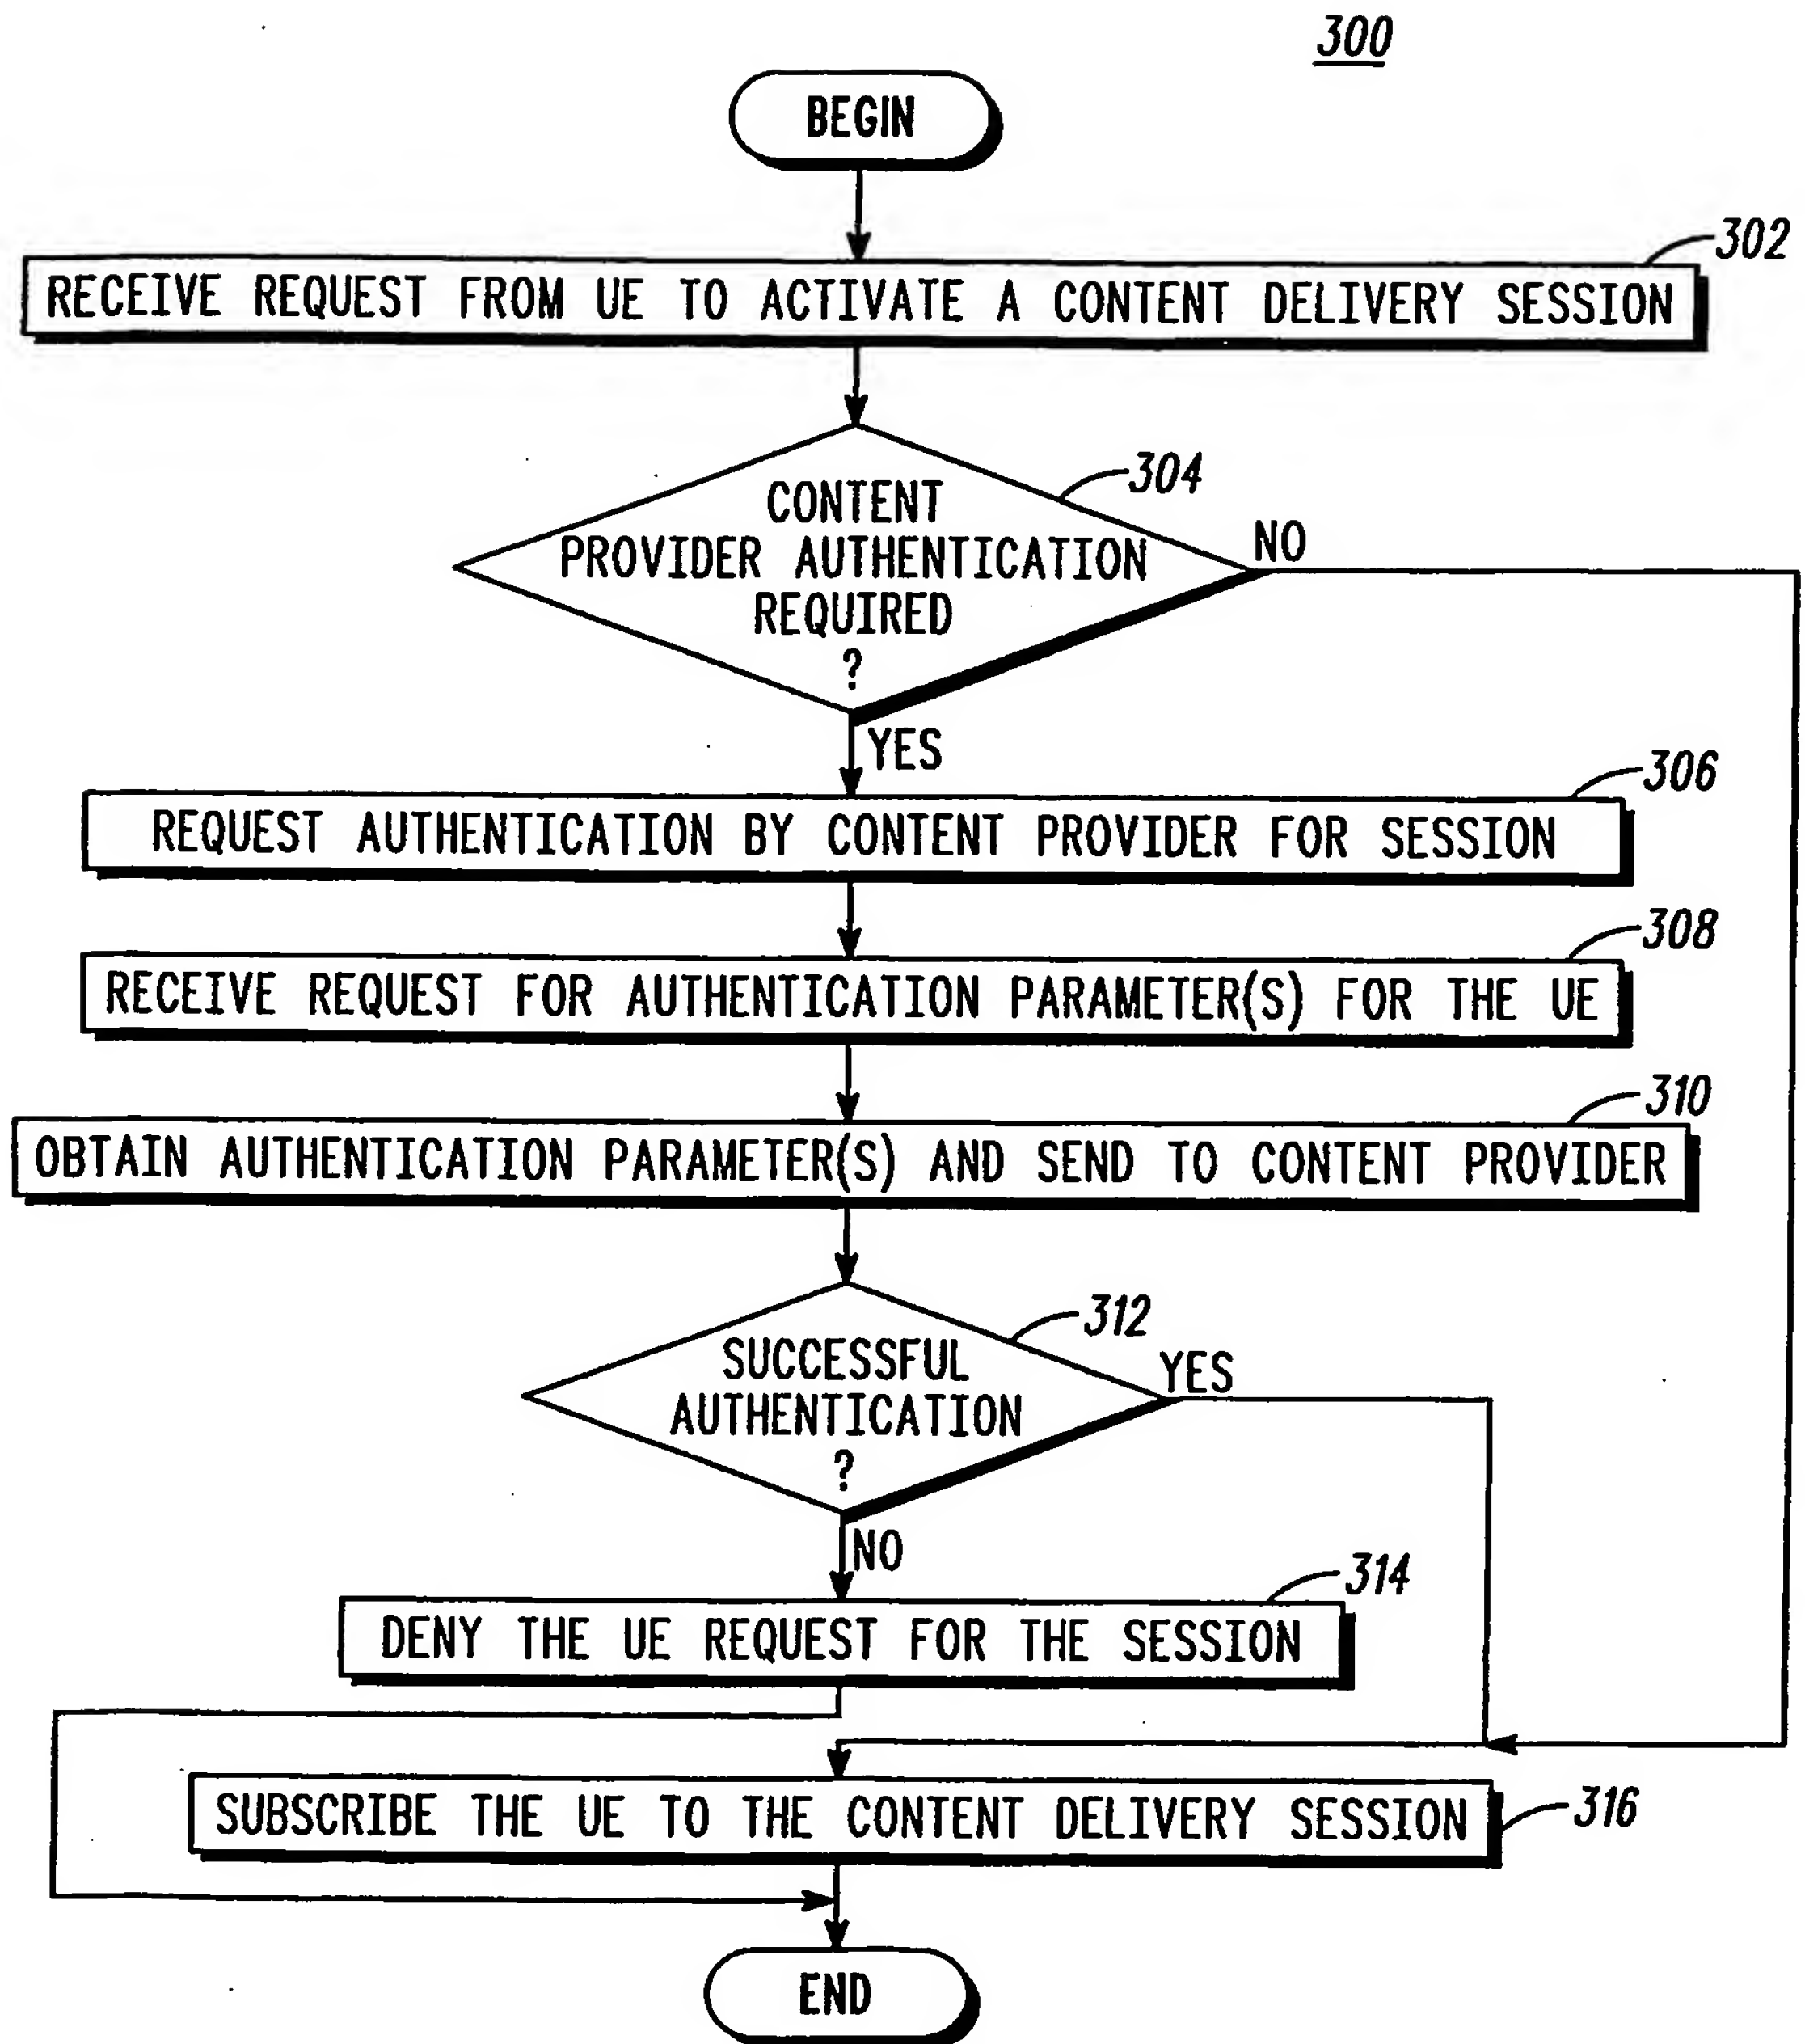 300
BEGIN
302
RECEIVE REQUEST FROM UE TO ACTIVATE A CONTENT DELIVERY SESSION
304
CONTENT
PROVIDER AUTHENTICATION
REQUIRED
?
NO
YES
306
REQUEST AUTHENTICATION BY CONTENT PROVIDER FOR SESSION
308
RECEIVE REQUEST FOR AUTHENTICATION PARAMETER(S) FOR THE UE
310
OBTAIN AUTHENTICATION PARAMETER(S) AND SEND TO CONTENT PROVIDER
312
SUCCESSFUL
AUTHENTICATION
?
YES
NO
314
DENY THE UE REQUEST FOR THE SESSION
SUBSCRIBE THE UE TO THE CONTENT DELIVERY SESSION
316
END